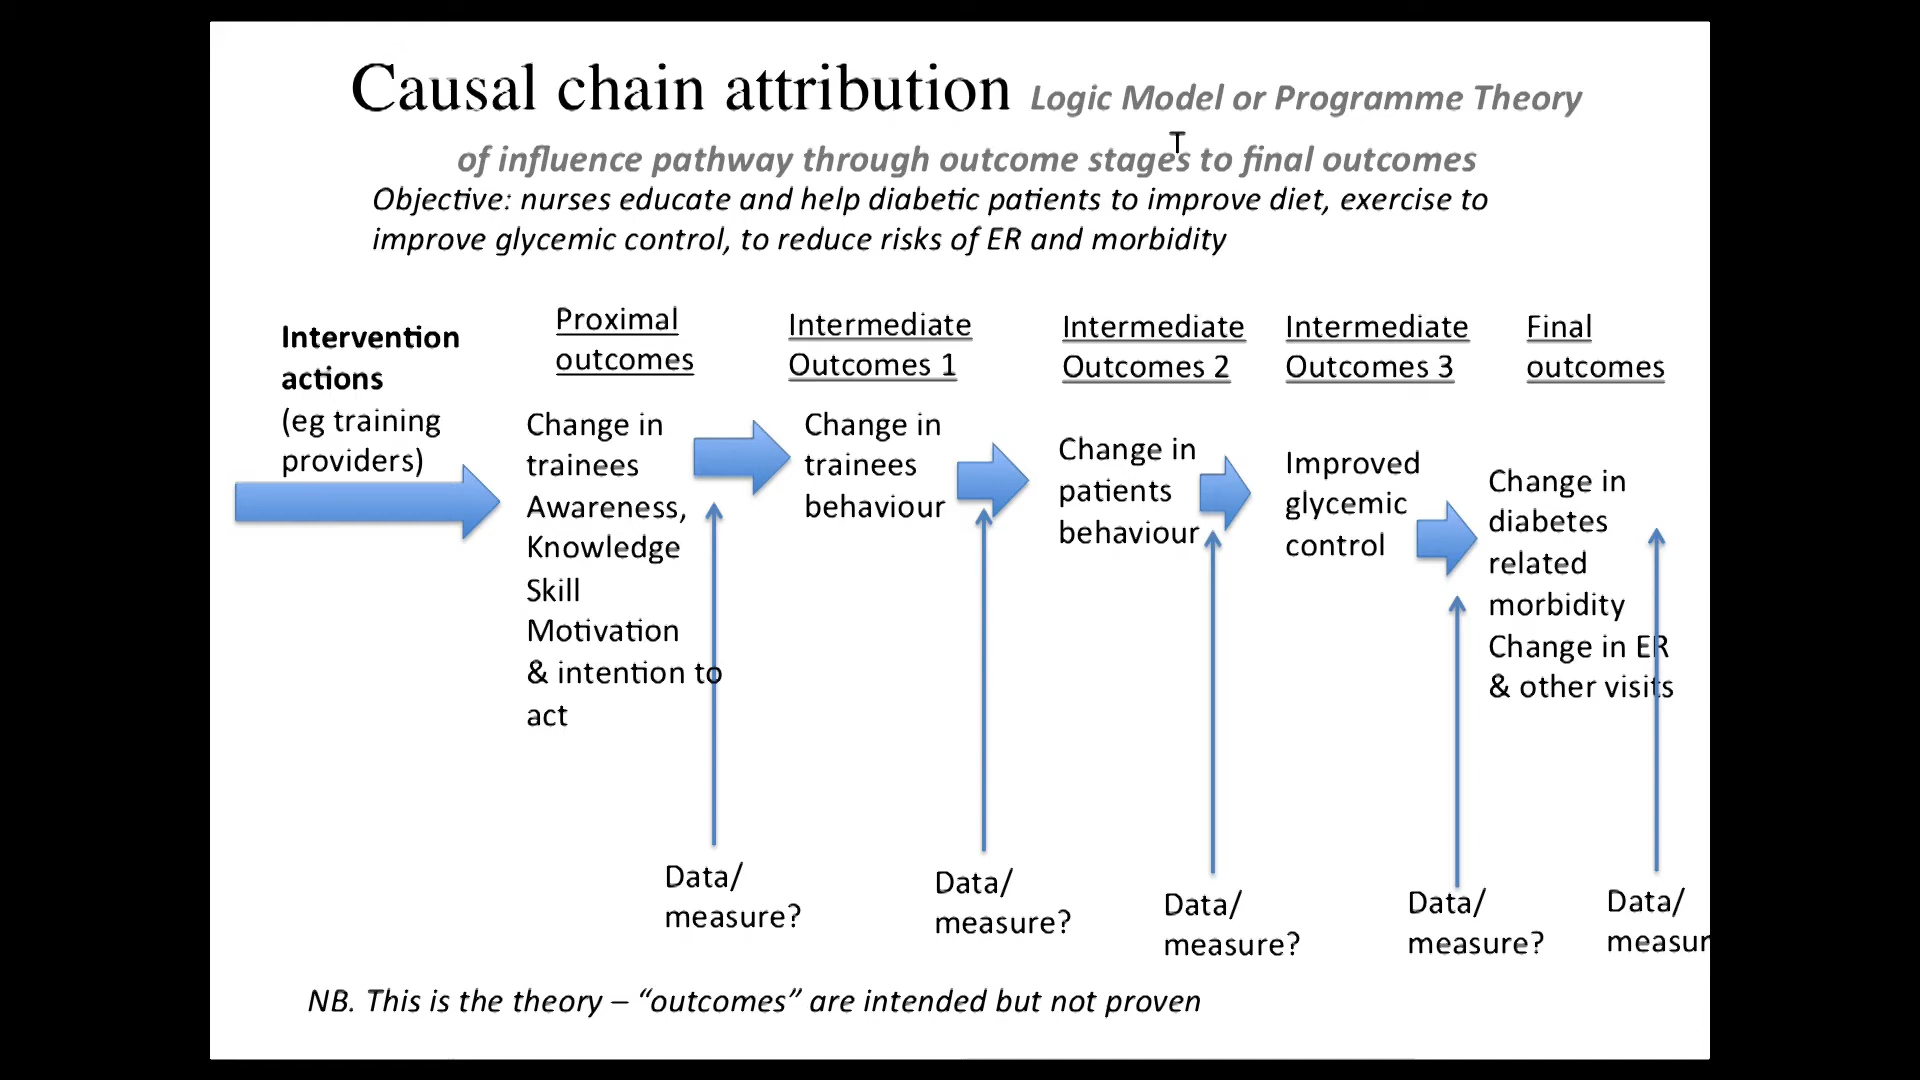 Causal chain attribution Logic Model or Programme Theory
of influence pathway through outcome stages to final outcomes
Objective: nurses educate and help diabetic patients to improve diet, exercise to
improve glycemic control, to reduce risks of ER and morbidity
Intervention
actions
(eg training
providers)
Proximal
outcomes
Change in
trainees
Awareness,
Knowledge
Skill
Motivation
& intention to
act
Intermediate
Outcomes 1
Change in
trainees
behaviour
Intermediate
Outcomes 2
Change in
patients
behaviour
Intermediate
Outcomes 3
Improved
glycemic
control
Final
outcomes
Change in
diabetes
related
morbidity
Change in ER
& other visits
Data/
measure?
Data/
measure?
Data/
measure?
Data/
measure?
Data/
measur
NB. This is the theory – “outcomes” are intended but not proven